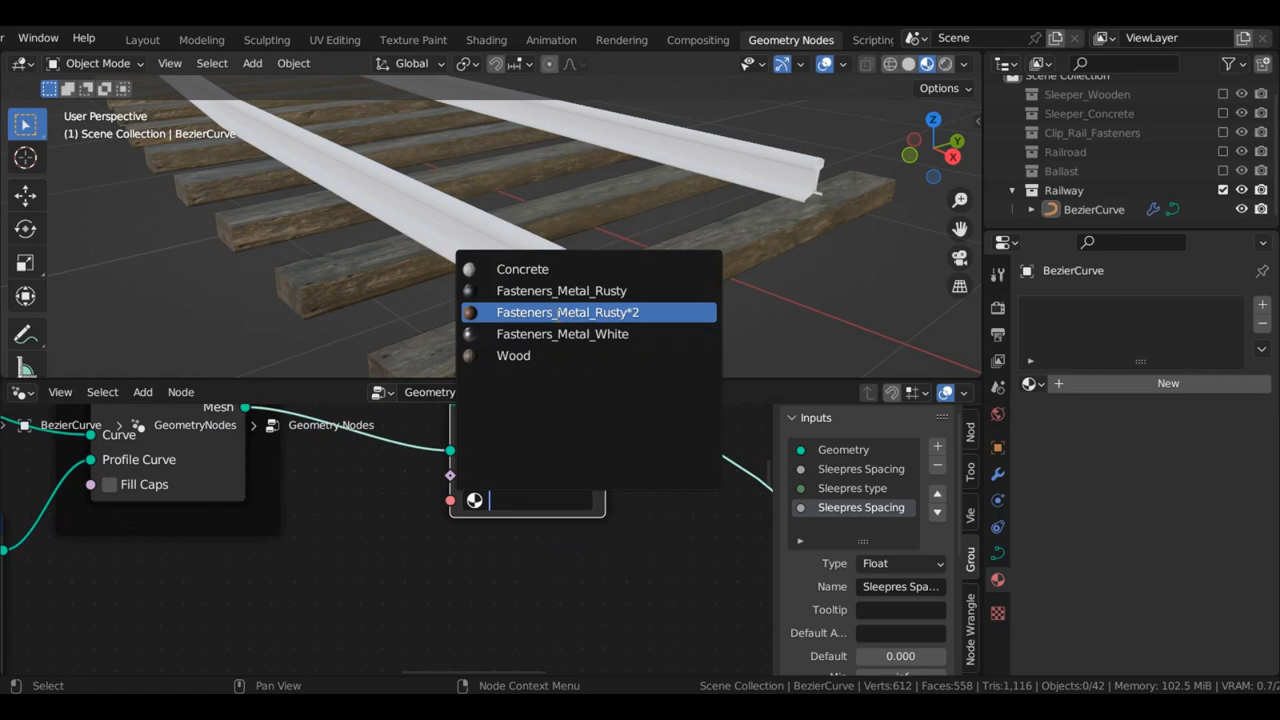 Window Help Layout Modeling Sculpting UV Editing Texture Paint Shading Animation Rendering Compositing Geometry Nodes Scripting Scene ViewLayer
Object Mode View Select Add Object Global
Options
User Perspective
(1) Scene Collection | BezierCurve
Z
Y
X
Scene Collection
Sleeper_Wooden
Sleeper_Concrete
Clip_Rail_Fasteners
Railroad
Ballast
Railway
BezierCurve
BezierCurve
New
Concrete
Fasteners_Metal_Rusty
Fasteners_Metal_Rusty*2
Fasteners_Metal_White
Wood
View Select Add Node Geometry
BezierCurve > GeometryNodes > Geometry Nodes
Mesh
Curve
Profile Curve
Fill Caps
Inputs
Geometry
Sleepres Spacing
Sleepres type
Sleepres Spacing
Type Float
Name Sleepres Spa...
Tooltip
Default A...
Default 0.000
Nod
Too
Vie
Grou
Node Wrangle
Select Pan View Node Context Menu Scene Collection | BezierCurve | Verts:612 | Faces:558 | Tris:1,116 | Objects:0/42 | Memory: 102.5 MiB | VRAM: 0.7/